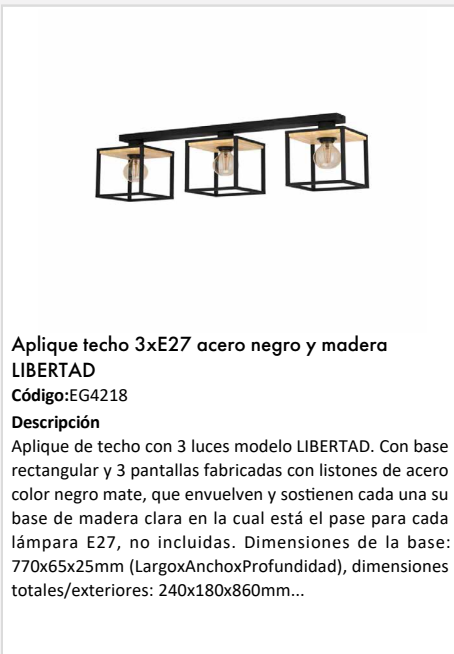 Aplique techo 3xE27 acero negro y madera
LIBERTAD
Código:EG4218
Descripción
Aplique de techo con 3 luces modelo LIBERTAD. Con base
rectangular y 3 pantallas fabricadas con listones de acero
color negro mate, que envuelven y sostienen cada una su
base de madera clara en la cual está el pase para cada
lámpara E27, no incluidas. Dimensiones de la base:
770x65x25mm (LargoxAnchoxProfundidad), dimensiones
totales/exteriores: 240x180x860mm...